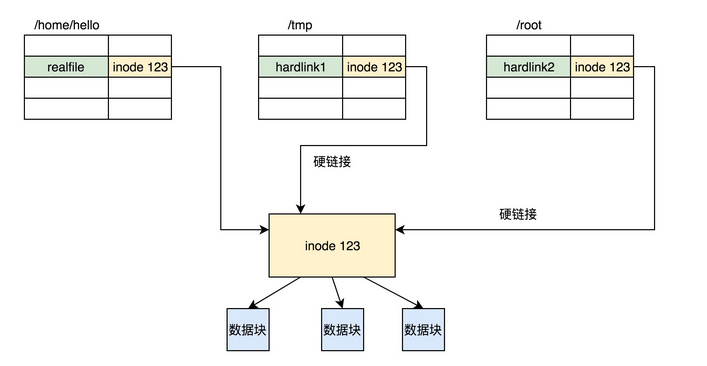 /home/hello
/tmp
/root
realfile
inode 123
hardlink1
inode 123
hardlink2
inode 123
硬链接
硬链接
inode 123
数据块
数据块
数据块